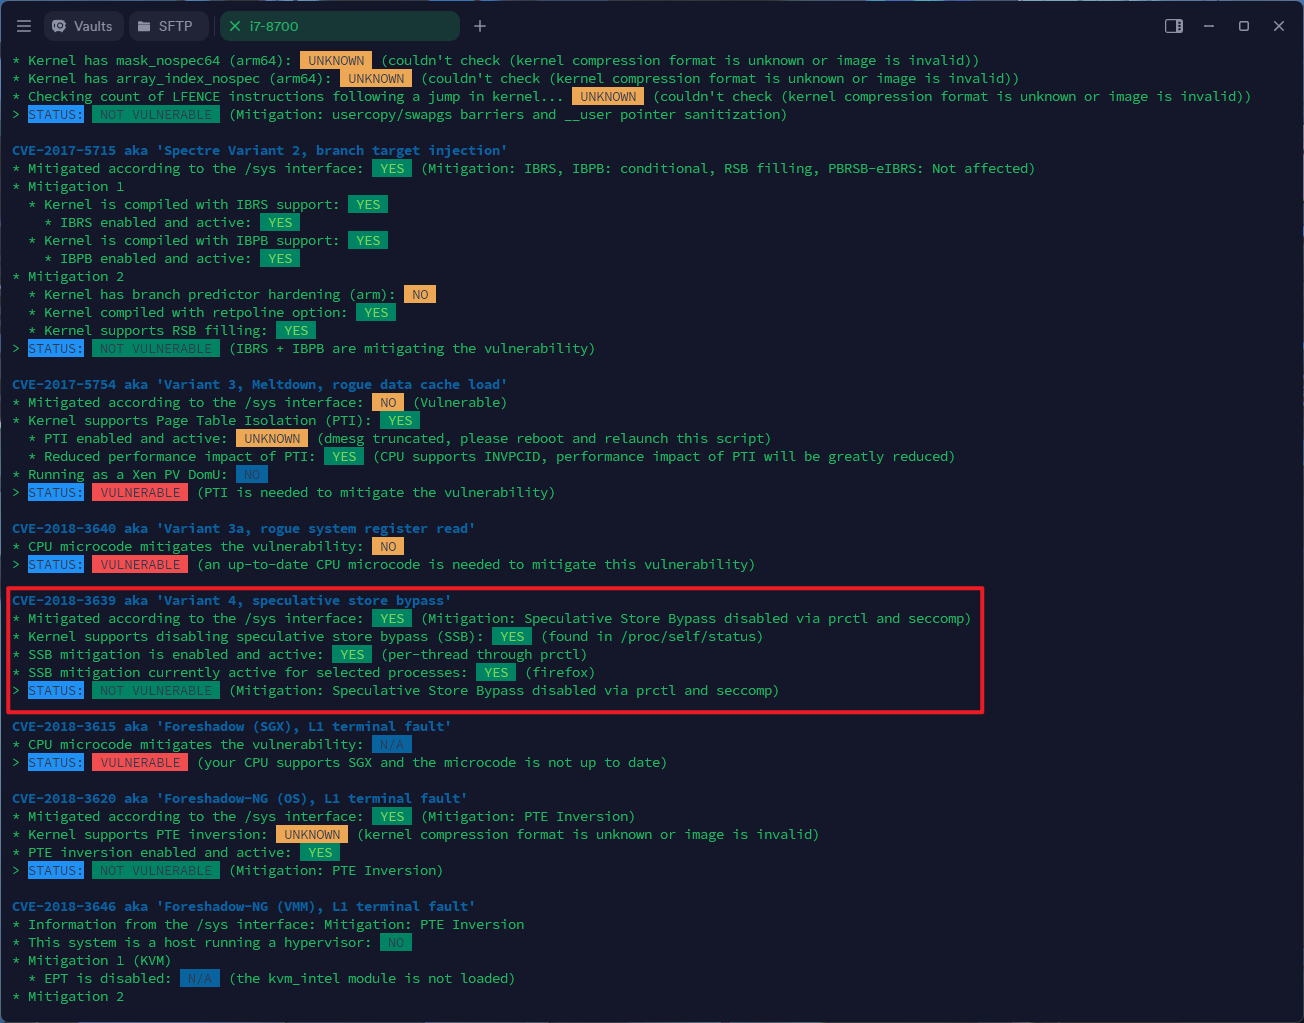 Vaults SFTP i7-8700
* Kernel has mask_nospec64 (arm64): UNKNOWN (couldn't check (kernel compression format is unknown or image is invalid))
* Kernel has array_index_nospec (arm64): UNKNOWN (couldn't check (kernel compression format is unknown or image is invalid))
* Checking count of LFENCE instructions following a jump in kernel... UNKNOWN (couldn't check (kernel compression format is unknown or image is invalid))
> STATUS: NOT VULNERABLE (Mitigation: usercopy/swapgs barriers and __user pointer sanitization)
CVE-2017-5715 aka 'Spectre Variant 2, branch target injection'
* Mitigated according to the /sys interface: YES (Mitigation: IBRS, IBPB: conditional, RSB filling, PBRSB-eIBRS: Not affected)
* Mitigation 1
* Kernel is compiled with IBRS support: YES
* IBRS enabled and active: YES
* Kernel is compiled with IBPB support: YES
* IBPB enabled and active: YES
* Mitigation 2
* Kernel has branch predictor hardening (arm): NO
* Kernel compiled with retpoline option: YES
* Kernel supports RSB filling: YES
> STATUS: NOT VULNERABLE (IBRS + IBPB are mitigating the vulnerability)
CVE-2017-5754 aka 'Variant 3, Meltdown, rogue data cache load'
* Mitigated according to the /sys interface: NO (Vulnerable)
* Kernel supports Page Table Isolation (PTI): YES
* PTI enabled and active: UNKNOWN (dmesg truncated, please reboot and relaunch this script)
* Reduced performance impact of PTI: YES (CPU supports INVPCID, performance impact of PTI will be greatly reduced)
* Running as a Xen PV DomU: NO
> STATUS: VULNERABLE (PTI is needed to mitigate the vulnerability)
CVE-2018-3640 aka 'Variant 3a, rogue system register read'
* CPU microcode mitigates the vulnerability: NO
> STATUS: VULNERABLE (an up-to-date CPU microcode is needed to mitigate this vulnerability)
CVE-2018-3639 aka 'Variant 4, speculative store bypass'
* Mitigated according to the /sys interface: YES (Mitigation: Speculative Store Bypass disabled via prctl and seccomp)
* Kernel supports disabling speculative store bypass (SSB): YES (found in /proc/self/status)
* SSB mitigation is enabled and active: YES (per-thread through prctl)
* SSB mitigation currently active for selected processes: YES (firefox)
> STATUS: NOT VULNERABLE (Mitigation: Speculative Store Bypass disabled via prctl and seccomp)
CVE-2018-3615 aka 'Foreshadow (SGX), L1 terminal fault'
* CPU microcode mitigates the vulnerability: N/A
> STATUS: VULNERABLE (your CPU supports SGX and the microcode is not up to date)
CVE-2018-3620 aka 'Foreshadow-NG (OS), L1 terminal fault'
* Mitigated according to the /sys interface: YES (Mitigation: PTE Inversion)
* Kernel supports PTE inversion: UNKNOWN (kernel compression format is unknown or image is invalid)
* PTE inversion enabled and active: YES
> STATUS: NOT VULNERABLE (Mitigation: PTE Inversion)
CVE-2018-3646 aka 'Foreshadow-NG (VMM), L1 terminal fault'
* Information from the /sys interface: Mitigation: PTE Inversion
* This system is a host running a hypervisor: NO
* Mitigation 1 (KVM)
* EPT is disabled: N/A (the kvm_intel module is not loaded)
* Mitigation 2